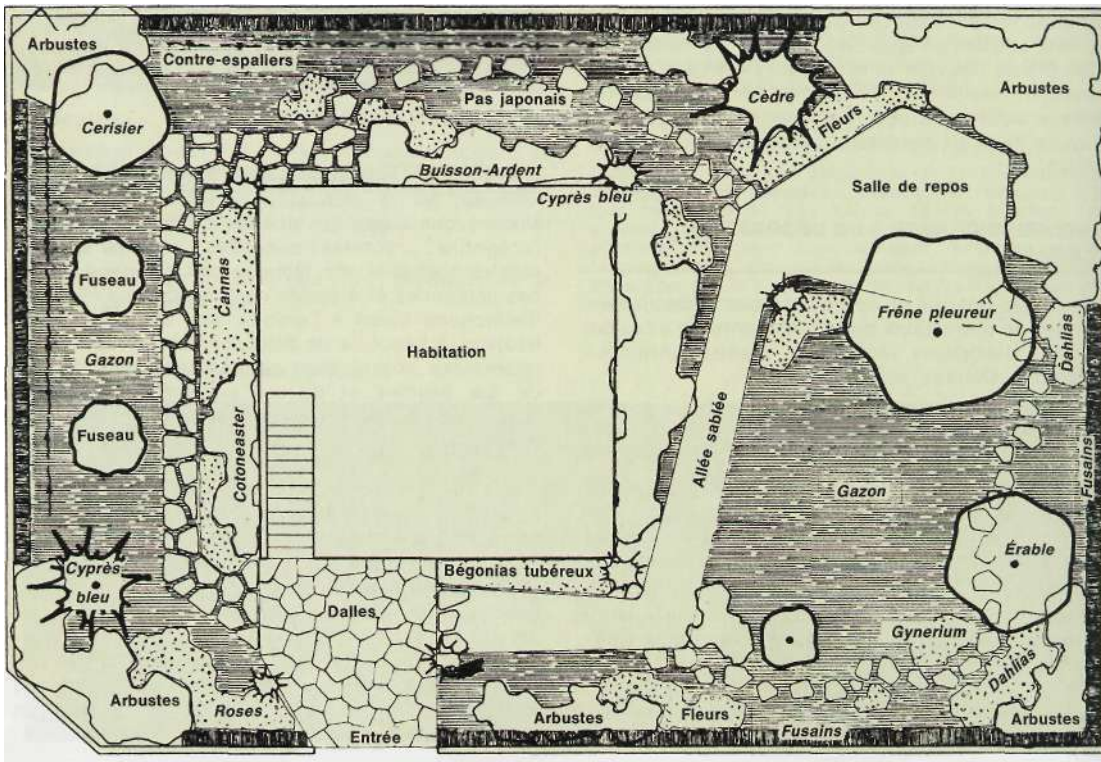 Arbustes
Contre-espaliers
Pas japonais
Cèdre
Arbustes
Cerisier
Fleurs
Buisson-Ardent
Salle de repos
Cyprès bleu
Cannas
Fuseau
Frêne pleureur
Dahlias
Habitation
Gazon
Fuseau
Cotoneaster
Allée sablée
Gazon
Fusains
Cyprès
bleu
Bégonias tubéreux
Érable
Dalles
Gynerium
Dahlias
Arbustes
Roses
Arbustes
Fleurs
Arbustes
Entrée
Fusains